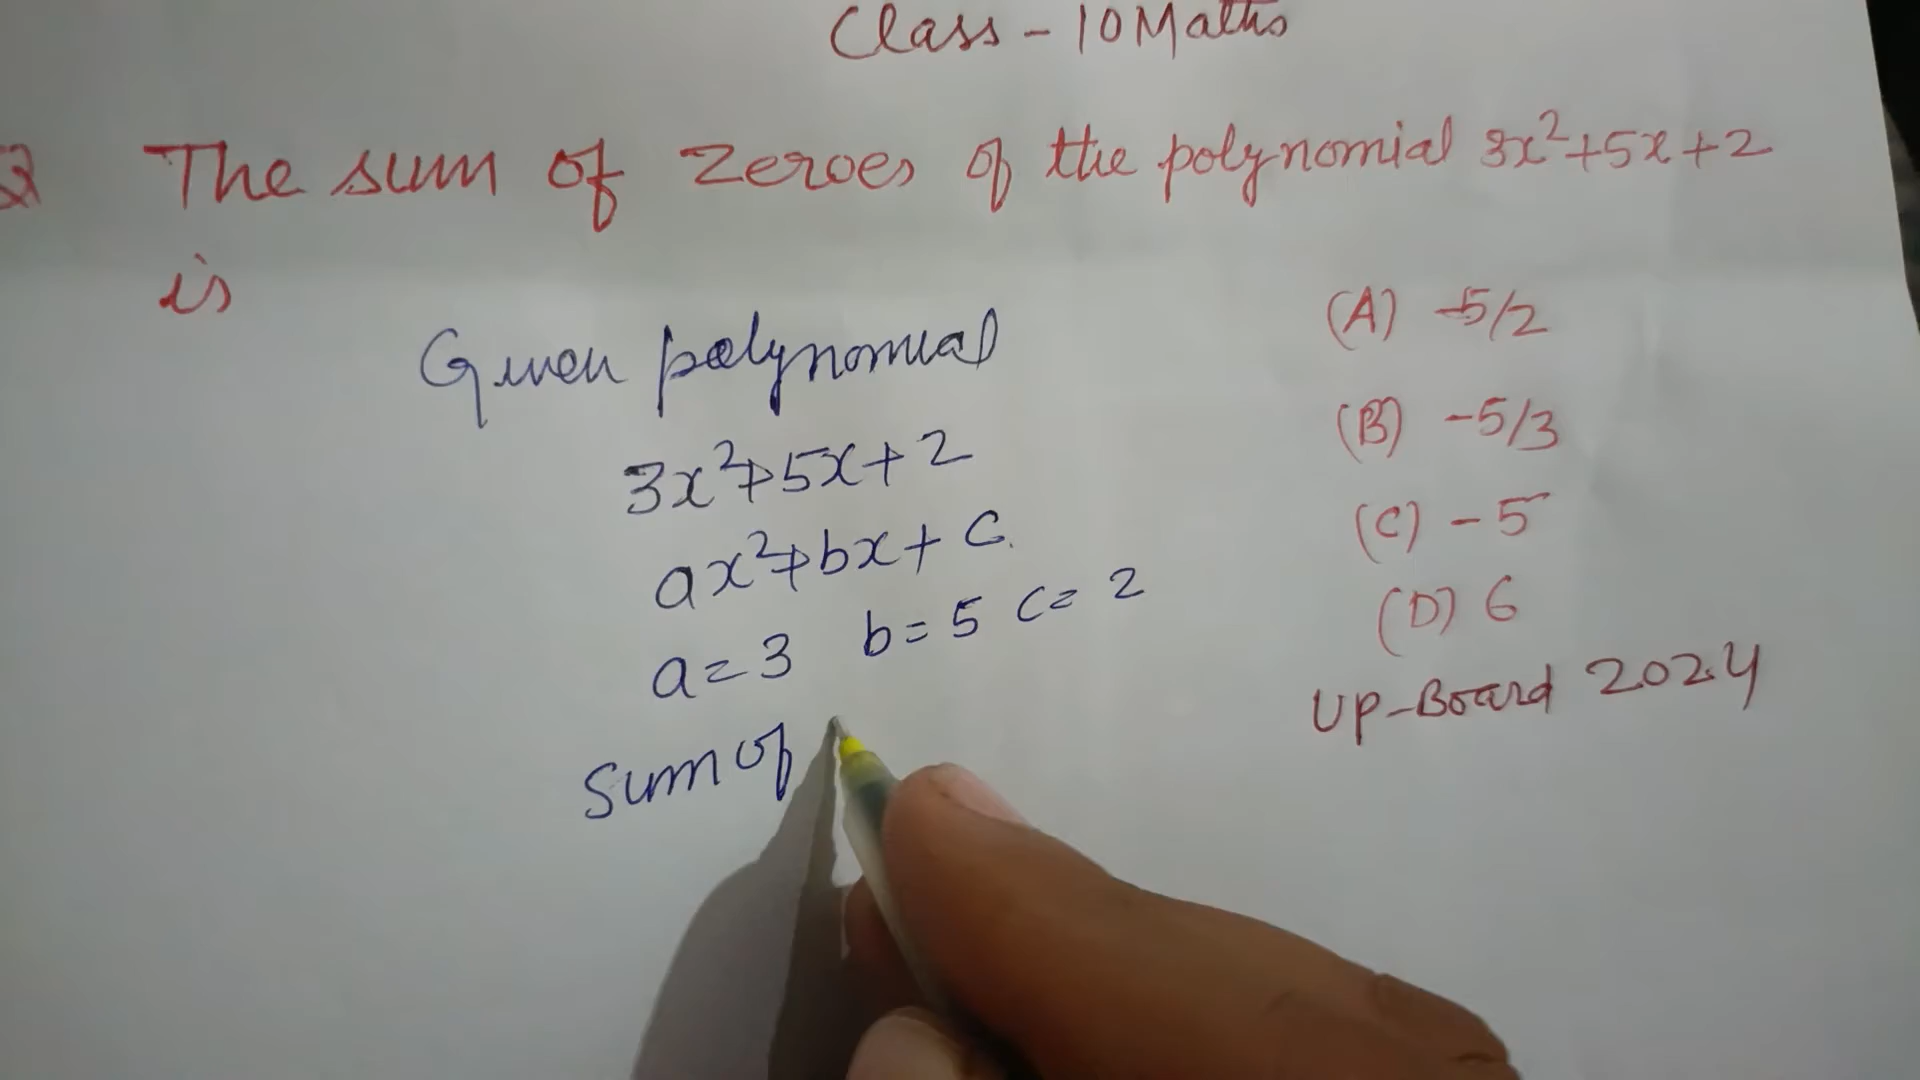 Class - 10 Maths
Q The sum of zeroes of the polynomial 3x²+5x+2
is
Given polynomial
3x²+5x+2
ax²+bx+c
a=3 b=5 c=2
Sum of
(A) -5/2
(B) -5/3
(C) -5
(D) 6
UP-Board 2024